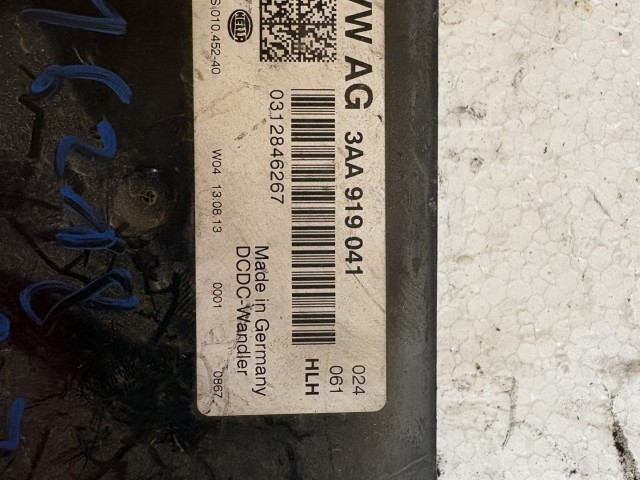 VW AG 3AA 919 041
024
061
HLH
0312846267
Made in Germany
DCDC-Wandler
HELLA
010.452-40
W04 13.08.13 0001 0867